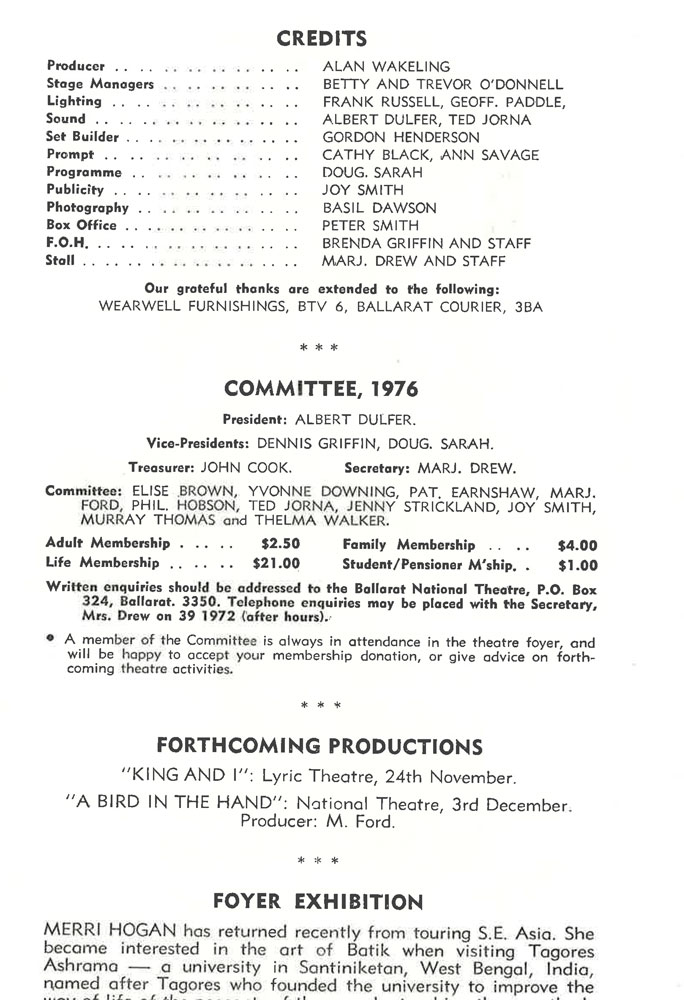 CREDITS
Producer .. .. .. .. .. .. .. .. ALAN WAKELING
Stage Managers .. .. .. .. .. .. BETTY AND TREVOR O'DONNELL
Lighting .. .. .. .. .. .. .. .. FRANK RUSSELL, GEOFF. PADDLE,
Sound .. .. .. .. .. .. .. .. .. ALBERT DULFER, TED JORNA
Set Builder .. .. .. .. .. .. .. GORDON HENDERSON
Prompt .. .. .. .. .. .. .. .. .. CATHY BLACK, ANN SAVAGE
Programme .. .. .. .. .. .. .. DOUG. SARAH
Publicity .. .. .. .. .. .. .. .. JOY SMITH
Photography .. .. .. .. .. .. .. BASIL DAWSON
Box Office .. .. .. .. .. .. .. PETER SMITH
F.O.H. .. .. .. .. .. .. .. .. .. BRENDA GRIFFIN AND STAFF
Stall .. .. .. .. .. .. .. .. .. MARJ. DREW AND STAFF
Our grateful thanks are extended to the following:
WEARWELL FURNISHINGS, BTV 6, BALLARAT COURIER, 3BA
* * *
COMMITTEE, 1976
President: ALBERT DULFER.
Vice-Presidents: DENNIS GRIFFIN, DOUG. SARAH.
Treasurer: JOHN COOK. Secretary: MARJ. DREW.
Committee: ELISE BROWN, YVONNE DOWNING, PAT. EARNSHAW, MARJ.
FORD, PHIL. HOBSON, TED JORNA, JENNY STRICKLAND, JOY SMITH,
MURRAY THOMAS and THELMA WALKER.
Adult Membership .. .. .. $2.50 Family Membership .. .. $4.00
Life Membership .. .. .. $21.00 Student/Pensioner M'ship. . $1.00
Written enquiries should be addressed to the Ballarat National Theatre, P.O. Box
324, Ballarat. 3350. Telephone enquiries may be placed with the Secretary,
Mrs. Drew on 39 1972 (after hours).
• A member of the Committee is always in attendance in the theatre foyer, and
will be happy to accept your membership donation, or give advice on forth-
coming theatre activities.
* * *
FORTHCOMING PRODUCTIONS
"KING AND I": Lyric Theatre, 24th November.
"A BIRD IN THE HAND": National Theatre, 3rd December.
Producer: M. Ford.
* * *
FOYER EXHIBITION
MERRI HOGAN has returned recently from touring S.E. Asia. She
became interested in the art of Batik when visiting Tagores
Ashrama — a university in Santiniketan, West Bengal, India,
named after Tagores who founded the university to improve the
way of life of the